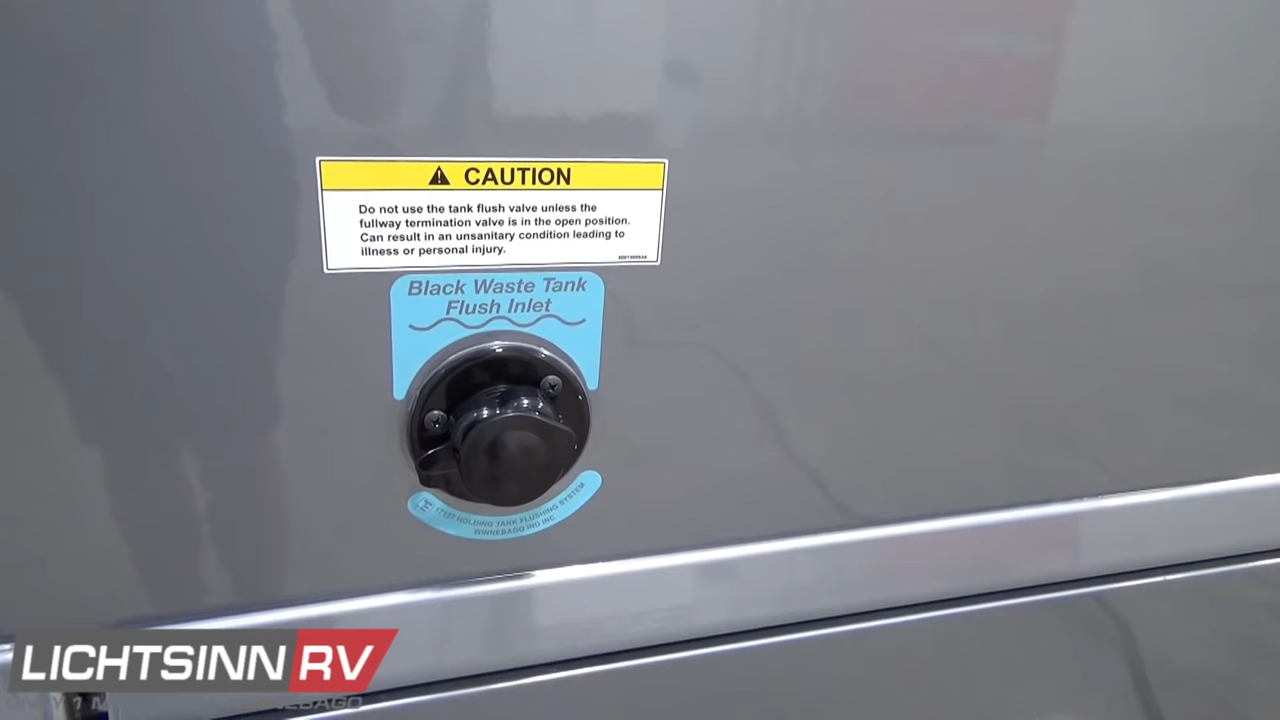 CAUTION
Do not use the tank flush valve unless the
fullway termination valve is in the open position.
Can result in an unsanitary condition leading to
illness or personal injury.
Black Waste Tank
Flush Inlet
HOLDING TANK FLUSHING SYSTEM
WINNEBAGO IND INC
LICHTSINN RV